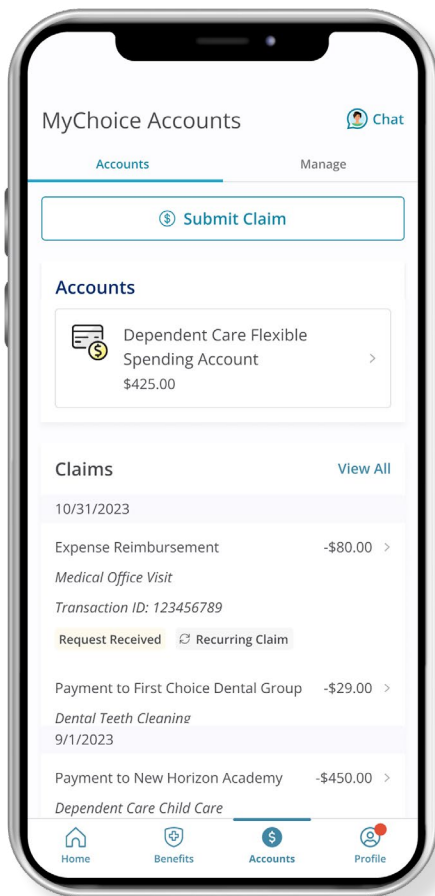 MyChoice Accounts
Chat
Accounts
Manage
Submit Claim
Accounts
Dependent Care Flexible
Spending Account
$425.00
Claims
View All
10/31/2023
Expense Reimbursement
-$80.00
Medical Office Visit
Transaction ID: 123456789
Request Received
Recurring Claim
Payment to First Choice Dental Group
-$29.00
Dental Teeth Cleaning
9/1/2023
Payment to New Horizon Academy
-$450.00
Dependent Care Child Care
Home
Benefits
Accounts
Profile